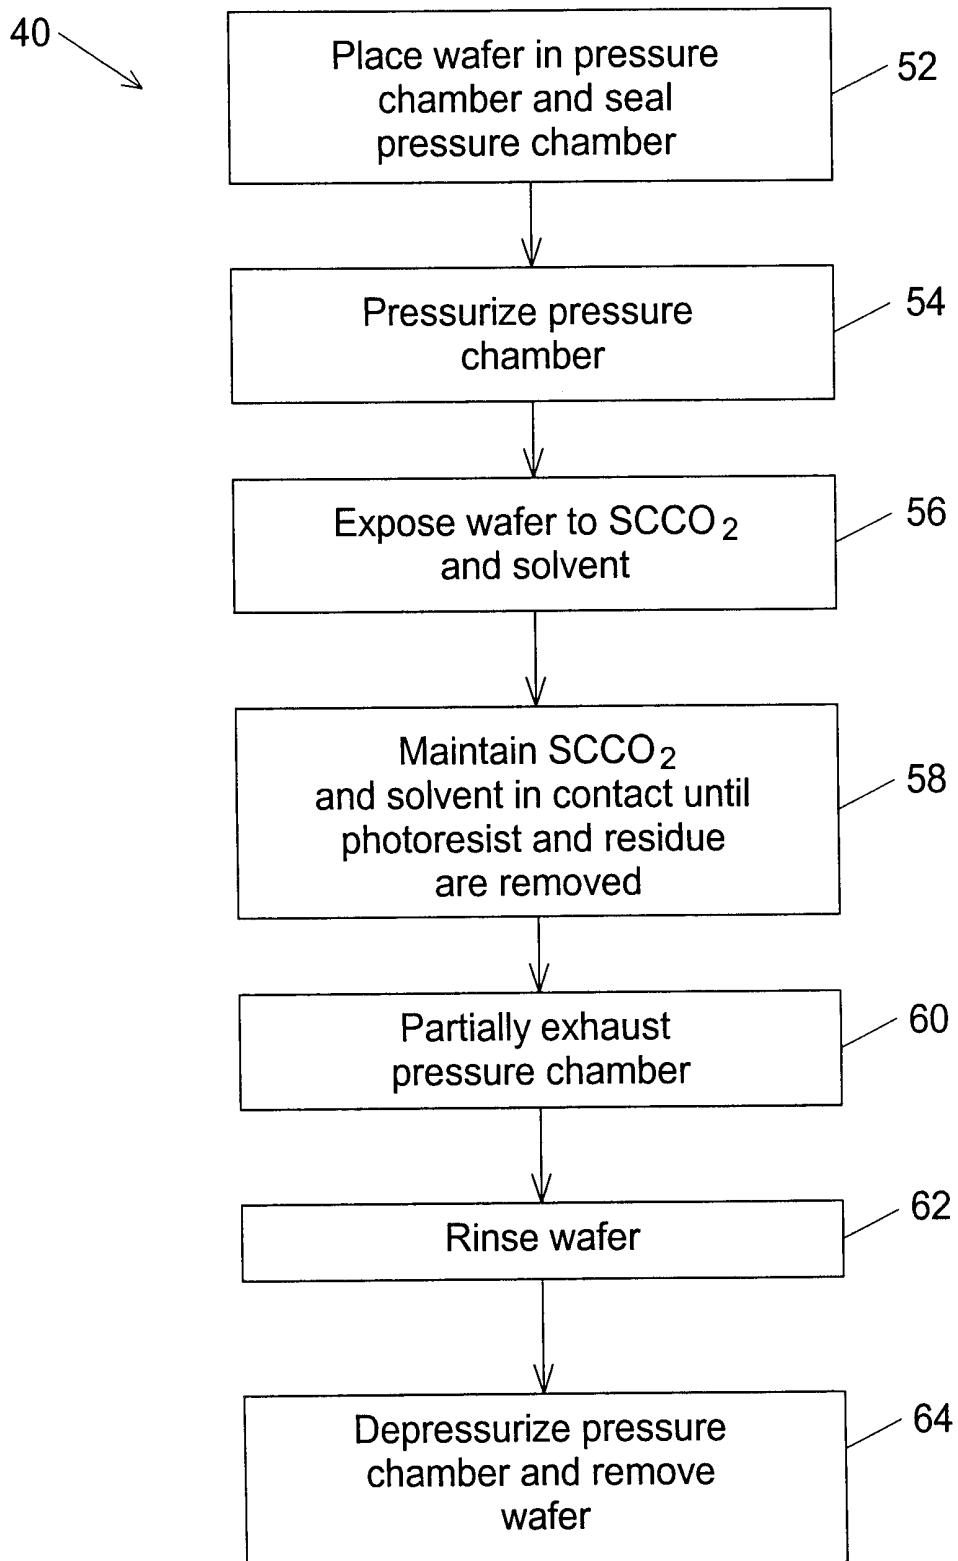 40
Place wafer in pressure
chamber and seal
pressure chamber
52
Pressurize pressure
chamber
54
Expose wafer to SCCO2
and solvent
56
Maintain SCCO2
and solvent in contact until
photoresist and residue
are removed
58
Partially exhaust
pressure chamber
60
Rinse wafer
62
Depressurize pressure
chamber and remove
wafer
64